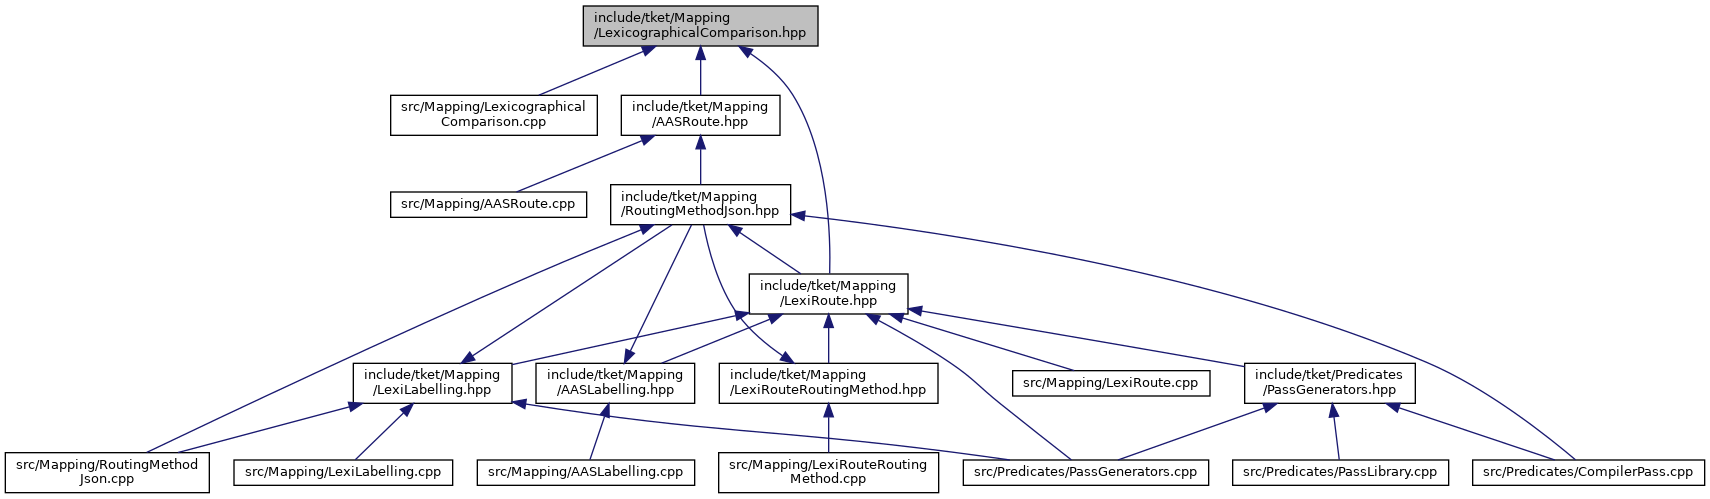 include/tket/Mapping
/LexicographicalComparison.hpp
src/Mapping/Lexicographical
Comparison.cpp
include/tket/Mapping
/AASRoute.hpp
src/Mapping/AASRoute.cpp
include/tket/Mapping
/RoutingMethodJson.hpp
include/tket/Mapping
/LexiRoute.hpp
include/tket/Mapping
/LexiLabelling.hpp
include/tket/Mapping
/AASLabelling.hpp
include/tket/Mapping
/LexiRouteRoutingMethod.hpp
src/Mapping/LexiRoute.cpp
include/tket/Predicates
/PassGenerators.hpp
src/Mapping/RoutingMethod
Json.cpp
src/Mapping/LexiLabelling.cpp
src/Mapping/AASLabelling.cpp
src/Mapping/LexiRouteRouting
Method.cpp
src/Predicates/PassGenerators.cpp
src/Predicates/PassLibrary.cpp
src/Predicates/CompilerPass.cpp